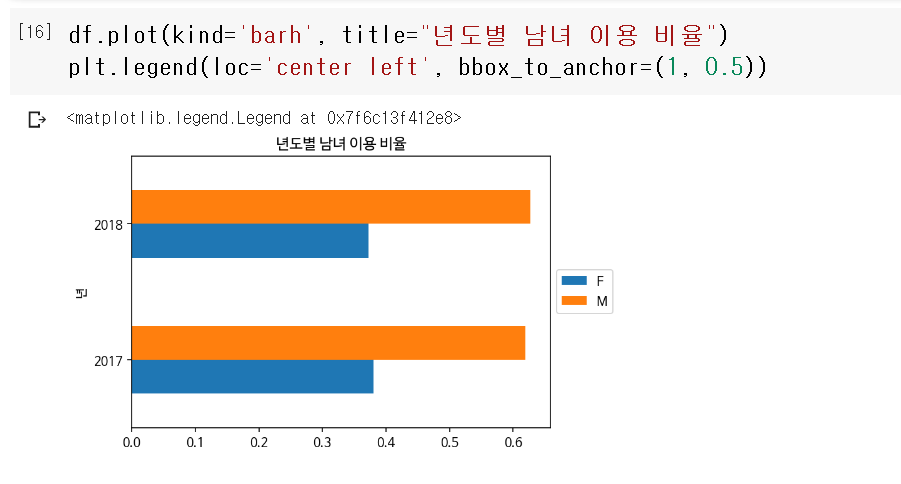 [16] df.plot(kind='barh', title="년도별 남녀 이용 비율")
plt.legend(loc='center left', bbox_to_anchor=(1, 0.5))
<matplotlib.legend.Legend at 0x7f6c13f412e8>
년도별 남녀 이용 비율
2018
년
2017
F
M
0.0 0.1 0.2 0.3 0.4 0.5 0.6